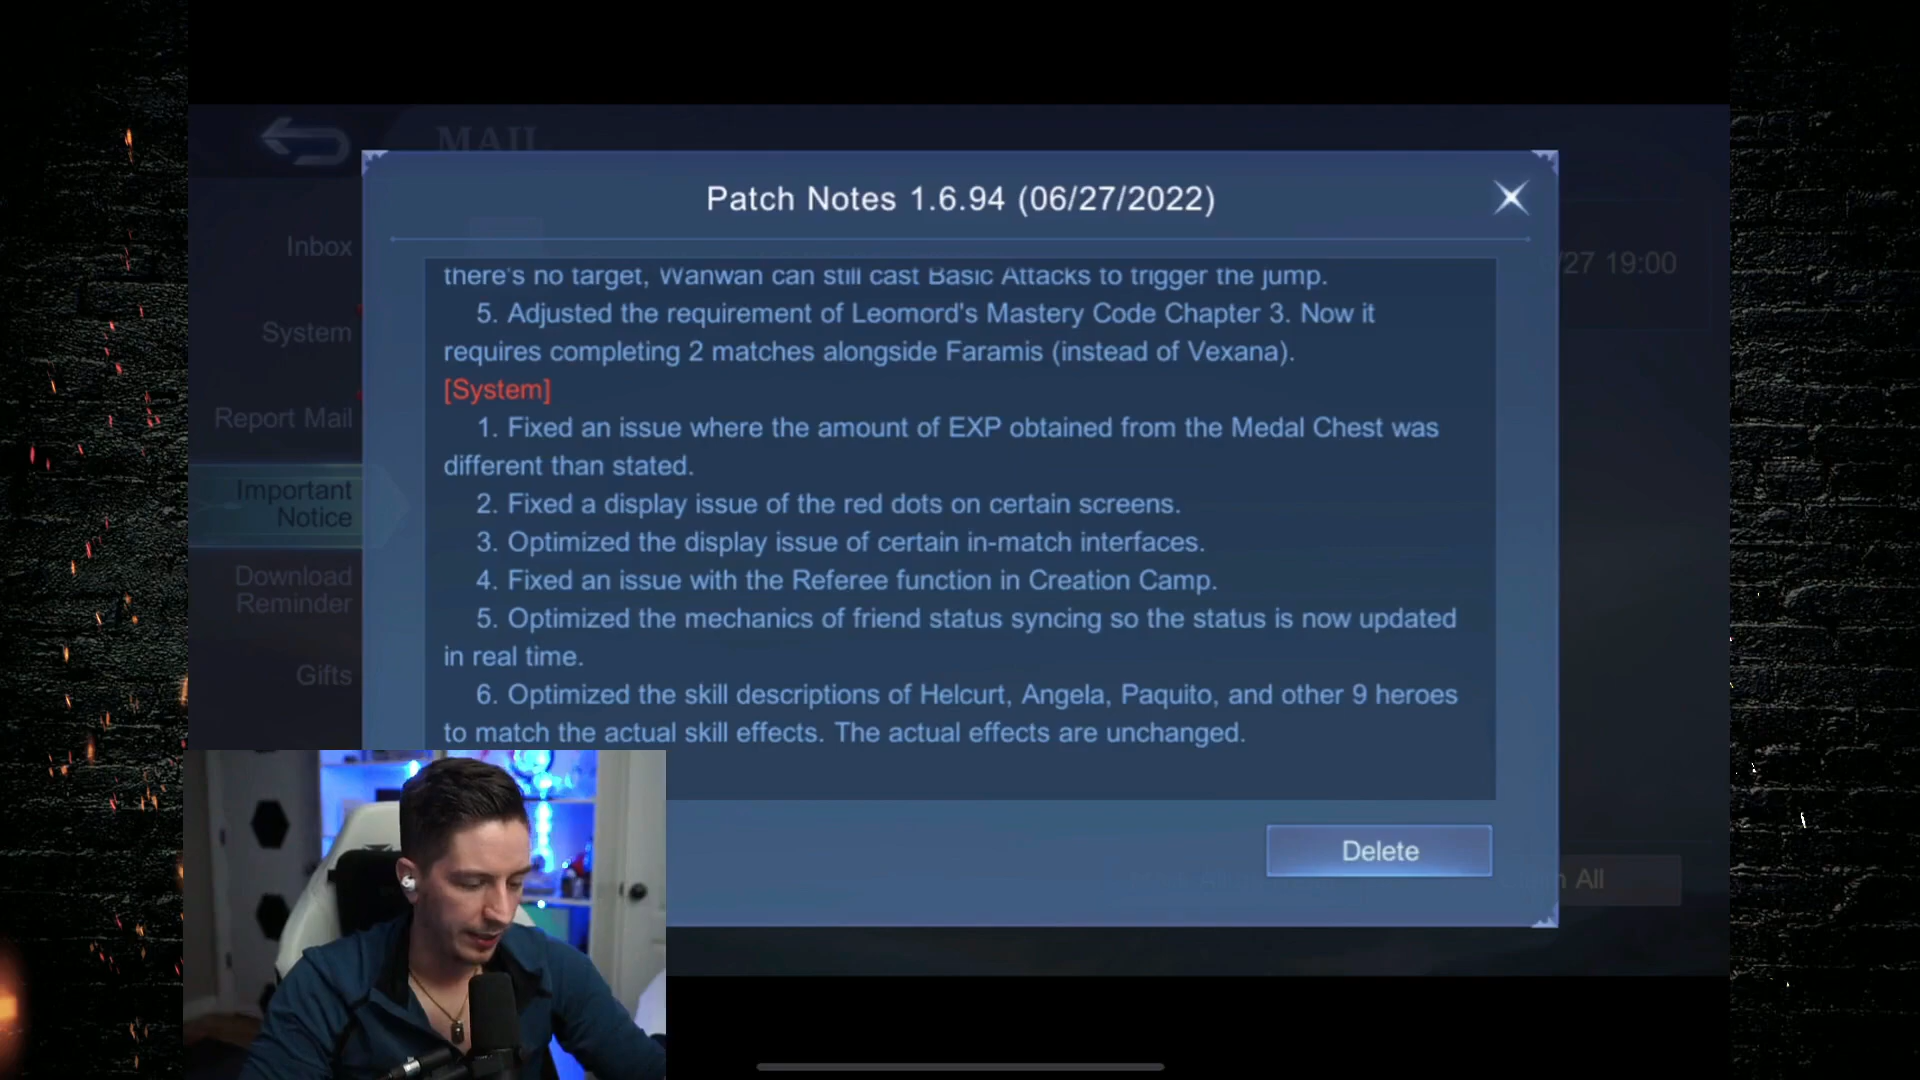 MAIL
Patch Notes 1.6.94 (06/27/2022)
Inbox
System
Report Mail
Important
Notice
Download
Reminder
Gifts
/27 19:00
there's no target, Wanwan can still cast Basic Attacks to trigger the jump.
5. Adjusted the requirement of Leomord's Mastery Code Chapter 3. Now it
requires completing 2 matches alongside Faramis (instead of Vexana).
[System]
1. Fixed an issue where the amount of EXP obtained from the Medal Chest was
different than stated.
2. Fixed a display issue of the red dots on certain screens.
3. Optimized the display issue of certain in-match interfaces.
4. Fixed an issue with the Referee function in Creation Camp.
5. Optimized the mechanics of friend status syncing so the status is now updated
in real time.
6. Optimized the skill descriptions of Helcurt, Angela, Paquito, and other 9 heroes
to match the actual skill effects. The actual effects are unchanged.
Delete
All